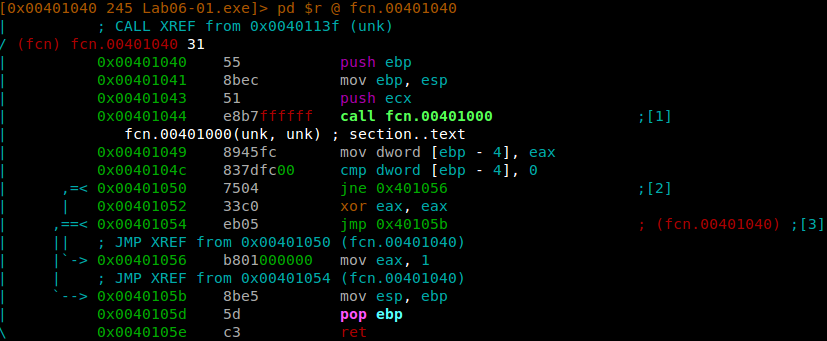 [0x00401040 245 Lab06-01.exe]> pd $r @ fcn.00401040
|          ; CALL XREF from 0x0040113f (unk)
/ (fcn) fcn.00401040 31
|          0x00401040    55             push ebp
|          0x00401041    8bec           mov ebp, esp
|          0x00401043    51             push ecx
|          0x00401044    e8b7ffffff     call fcn.00401000                 ;[1]
|             fcn.00401000(unk, unk) ; section..text
|          0x00401049    8945fc         mov dword [ebp - 4], eax
|          0x0040104c    837dfc00       cmp dword [ebp - 4], 0
|      ,=< 0x00401050    7504           jne 0x401056                      ;[2]
|      |   0x00401052    33c0           xor eax, eax
|     ,==< 0x00401054    eb05           jmp 0x40105b                      ; (fcn.00401040) ;[3]
|     ||   ; JMP XREF from 0x00401050 (fcn.00401040)
|     |`-> 0x00401056    b801000000     mov eax, 1
|     |    ; JMP XREF from 0x00401054 (fcn.00401040)
|     `--> 0x0040105b    8be5           mov esp, ebp
|          0x0040105d    5d             pop ebp
\          0x0040105e    c3             ret